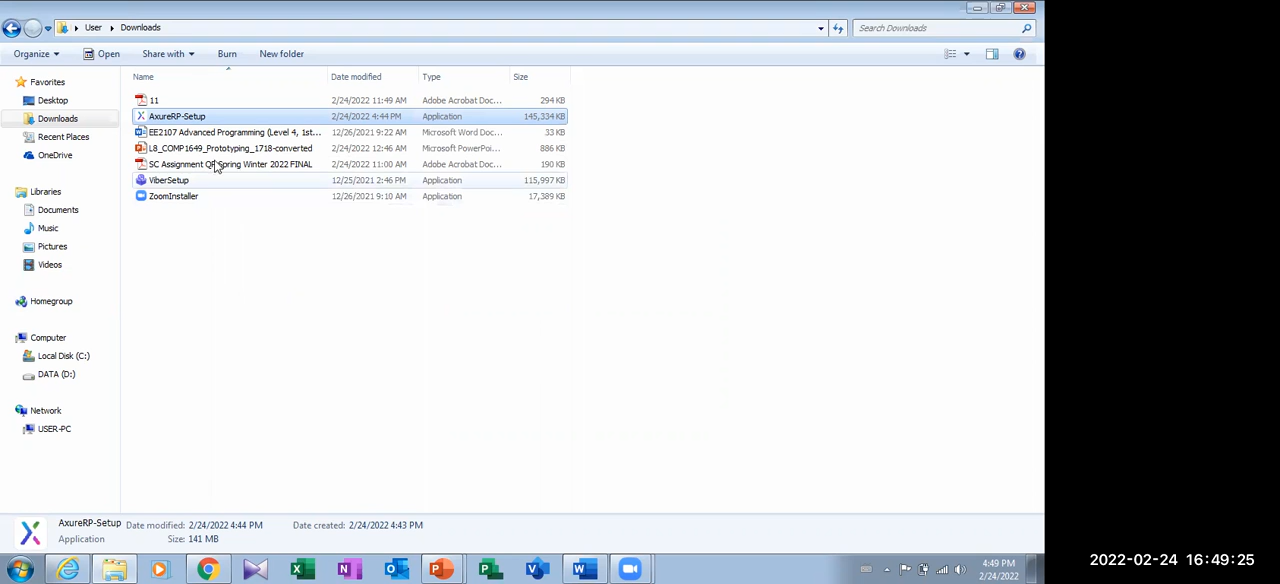 User Downloads
Search Downloads
Organize Open Share with Burn New folder
Name Date modified Type Size
Favorites
Desktop
Downloads
Recent Places
OneDrive
Libraries
Documents
Music
Pictures
Videos
Homegroup
Computer
Local Disk (C:)
DATA (D:)
Network
USER-PC
11 2/24/2022 11:49 AM Adobe Acrobat Doc... 294 KB
AxureRP-Setup 2/24/2022 4:44 PM Application 145,334 KB
EE2107 Advanced Programming (Level 4, 1st... 12/26/2021 9:22 AM Microsoft Word Doc... 33 KB
L8_COMP1649_Prototyping_1718-converted 2/24/2022 12:46 AM Microsoft PowerPoi... 886 KB
SC Assignment QP Spring Winter 2022 FINAL 2/24/2022 11:00 AM Adobe Acrobat Doc... 190 KB
ViberSetup 12/25/2021 2:46 PM Application 115,997 KB
ZoomInstaller 12/26/2021 9:10 AM Application 17,389 KB
AxureRP-Setup Date modified: 2/24/2022 4:44 PM Date created: 2/24/2022 4:43 PM
Application Size: 141 MB
4:49 PM
2/24/2022
2022-02-24 16:49:25